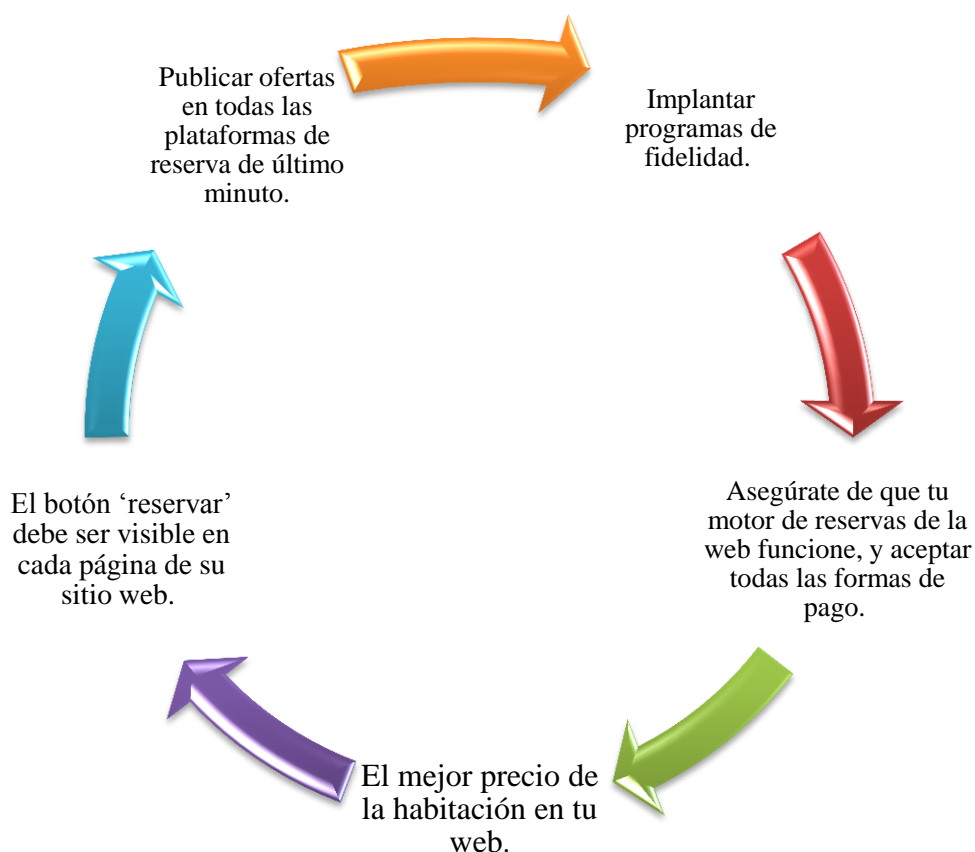 Publicar ofertas
en todas las
plataformas de
reserva de último
minuto.
Implantar
programas de
fidelidad.
Asegúrate de que tu
motor de reservas de la
web funcione, y aceptar
todas las formas de
pago.
El mejor precio de
la habitación en tu
web.
El botón ‘reservar’
debe ser visible en
cada página de su
sitio web.